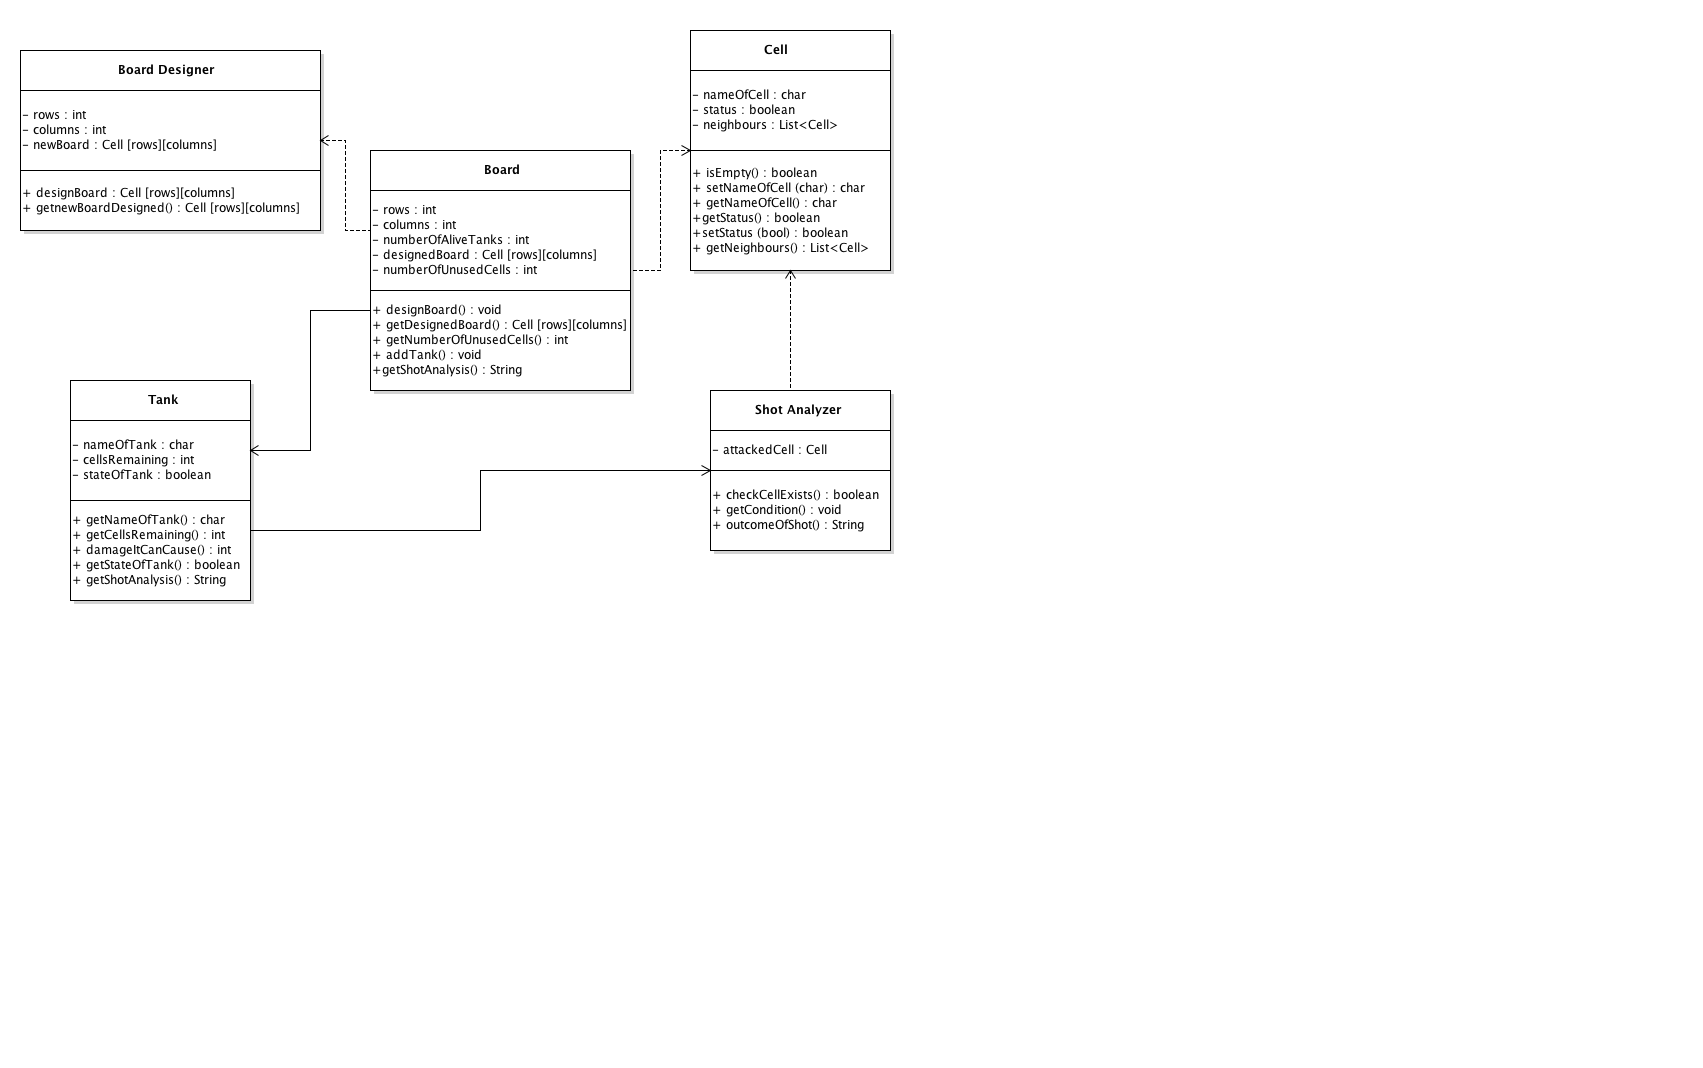 Board Designer
– rows : int
– columns : int
– newBoard : Cell [rows][columns]
+ designBoard : Cell [rows][columns]
+ getnewBoardDesigned() : Cell [rows][columns]
Board
– rows : int
– columns : int
– numberOfAliveTanks : int
– designedBoard : Cell [rows][columns]
– numberOfUnusedCells : int
+ designBoard() : void
+ getDesignedBoard() : Cell [rows][columns]
+ getNumberOfUnusedCells() : int
+ addTank() : void
+getShotAnalysis() : String
Cell
– nameOfCell : char
– status : boolean
– neighbours : List<Cell>
+ isEmpty() : boolean
+ setNameOfCell (char) : char
+ getNameOfCell() : char
+getStatus() : boolean
+setStatus (bool) : boolean
+ getNeighbours() : List<Cell>
Tank
– nameOfTank : char
– cellsRemaining : int
– stateOfTank : boolean
+ getNameOfTank() : char
+ getCellsRemaining() : int
+ damageItCanCause() : int
+ getStateOfTank() : boolean
+ getShotAnalysis() : String
Shot Analyzer
– attackedCell : Cell
+ checkCellExists() : boolean
+ getCondition() : void
+ outcomeOfShot() : String